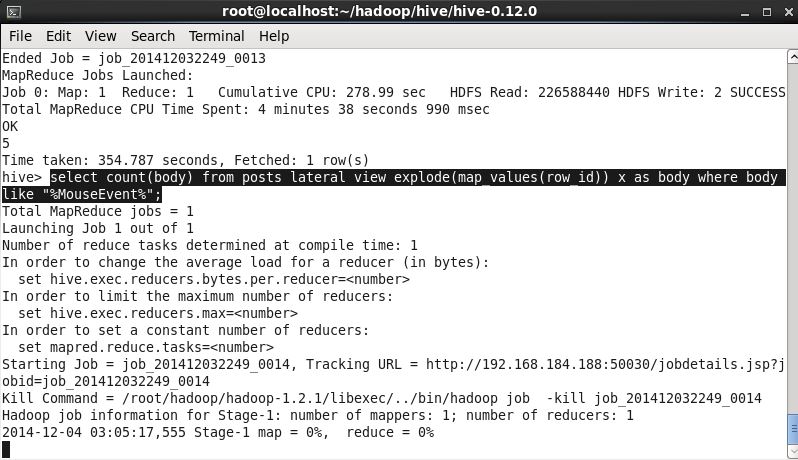 root@localhost:~/hadoop/hive/hive-0.12.0
File Edit View Search Terminal Help
Ended Job = job_201412032249_0013
MapReduce Jobs Launched:
Job 0: Map: 1  Reduce: 1   Cumulative CPU: 278.99 sec   HDFS Read: 226588440 HDFS Write: 2 SUCCESS
Total MapReduce CPU Time Spent: 4 minutes 38 seconds 990 msec
OK
5
Time taken: 354.787 seconds, Fetched: 1 row(s)
hive> select count(body) from posts lateral view explode(map_values(row_id)) x as body where body
like "%MouseEvent%";
Total MapReduce jobs = 1
Launching Job 1 out of 1
Number of reduce tasks determined at compile time: 1
In order to change the average load for a reducer (in bytes):
  set hive.exec.reducers.bytes.per.reducer=<number>
In order to limit the maximum number of reducers:
  set hive.exec.reducers.max=<number>
In order to set a constant number of reducers:
  set mapred.reduce.tasks=<number>
Starting Job = job_201412032249_0014, Tracking URL = http://192.168.184.188:50030/jobdetails.jsp?j
obid=job_201412032249_0014
Kill Command = /root/hadoop/hadoop-1.2.1/libexec/../bin/hadoop job  -kill job_201412032249_0014
Hadoop job information for Stage-1: number of mappers: 1; number of reducers: 1
2014-12-04 03:05:17,555 Stage-1 map = 0%,  reduce = 0%